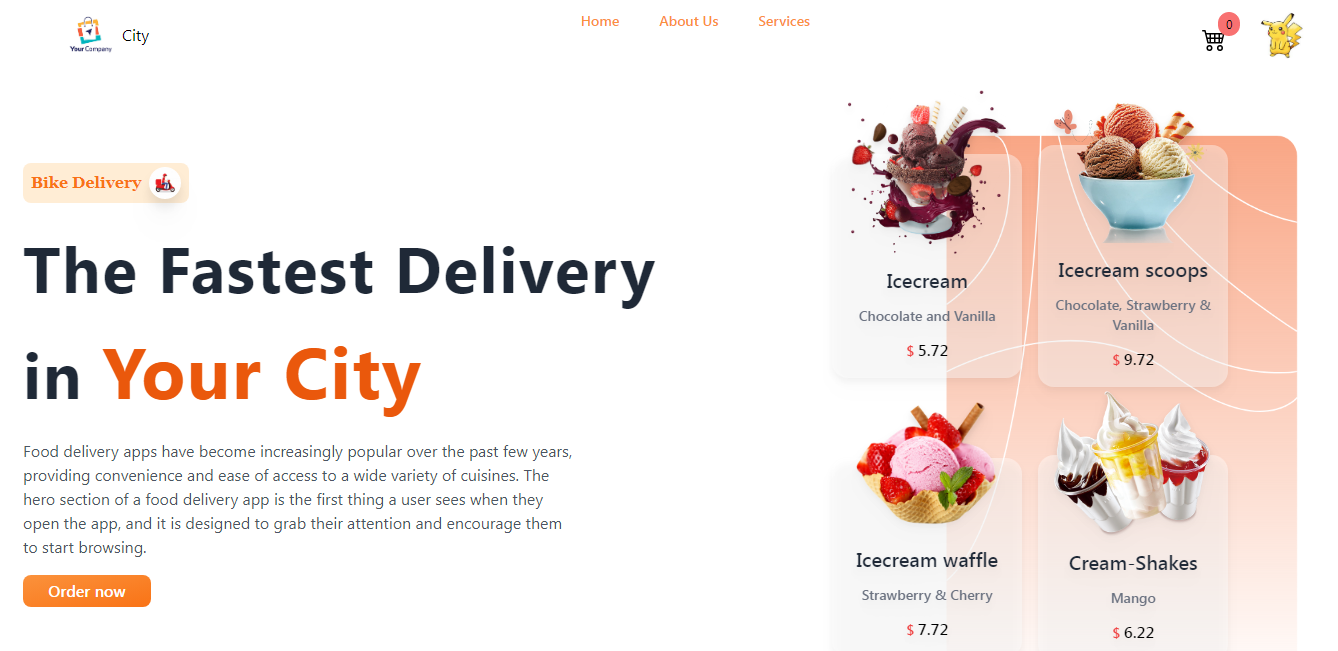 Your Company
City
Home
About Us
Services
0
Bike Delivery
The Fastest Delivery
in Your City
Food delivery apps have become increasingly popular over the past few years,
providing convenience and ease of access to a wide variety of cuisines. The
hero section of a food delivery app is the first thing a user sees when they
open the app, and it is designed to grab their attention and encourage them
to start browsing.
Order now
Icecream
Chocolate and Vanilla
$ 5.72
Icecream scoops
Chocolate, Strawberry &
Vanilla
$ 9.72
Icecream waffle
Strawberry & Cherry
$ 7.72
Cream-Shakes
Mango
$ 6.22